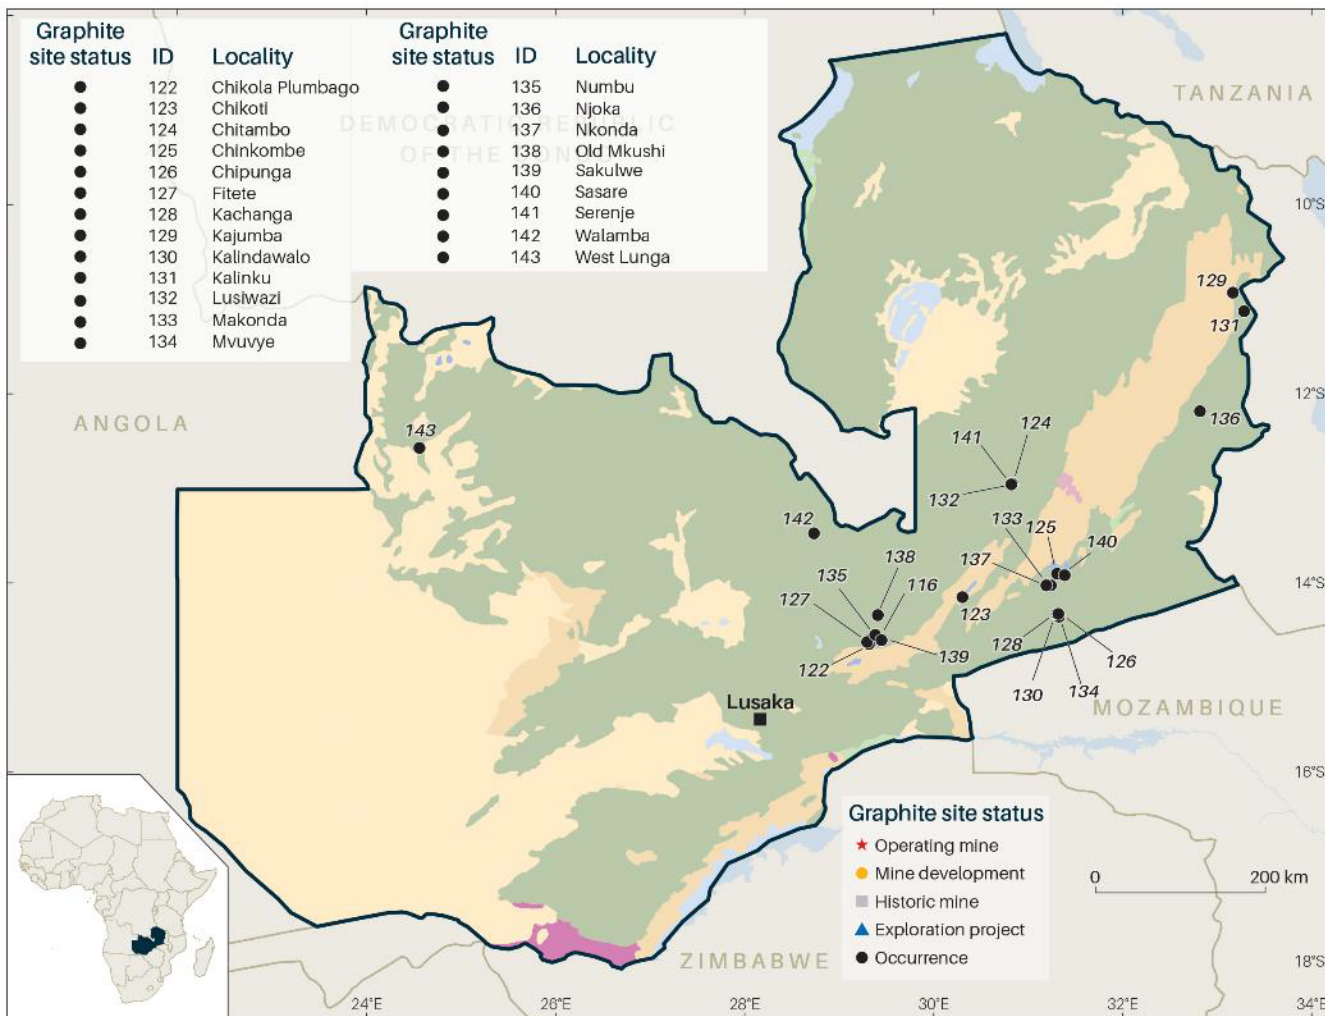 Graphite site status ID Locality
122 Chikola Plumbago
123 Chikoti
124 Chitambo
125 Chinkombe
126 Chipunga
127 Fitete
128 Kachanga
129 Kajumba
130 Kalindawalo
131 Kalinku
132 Lusiwazi
133 Makonda
134 Mvuvye
Graphite site status ID Locality
135 Numbu
136 Njoka
137 Nkonda
138 Old Mkushi
139 Sakulwe
140 Sasare
141 Serenje
142 Walamba
143 West Lunga
DEMOCRATIC REPUBLIC
OF THE CONGO
TANZANIA
10°S
129
131
12°S
ANGOLA
143
141
124
136
132
142
133
125
140
138
137
135
116
14°S
127
123
128
126
122
139
130
134
Lusaka
MOZAMBIQUE
16°S
Graphite site status
Operating mine
Mine development
Historic mine
Exploration project
Occurrence
0 200 km
ZIMBABWE
18°S
24°E 26°E 28°E 30°E 32°E 34°E